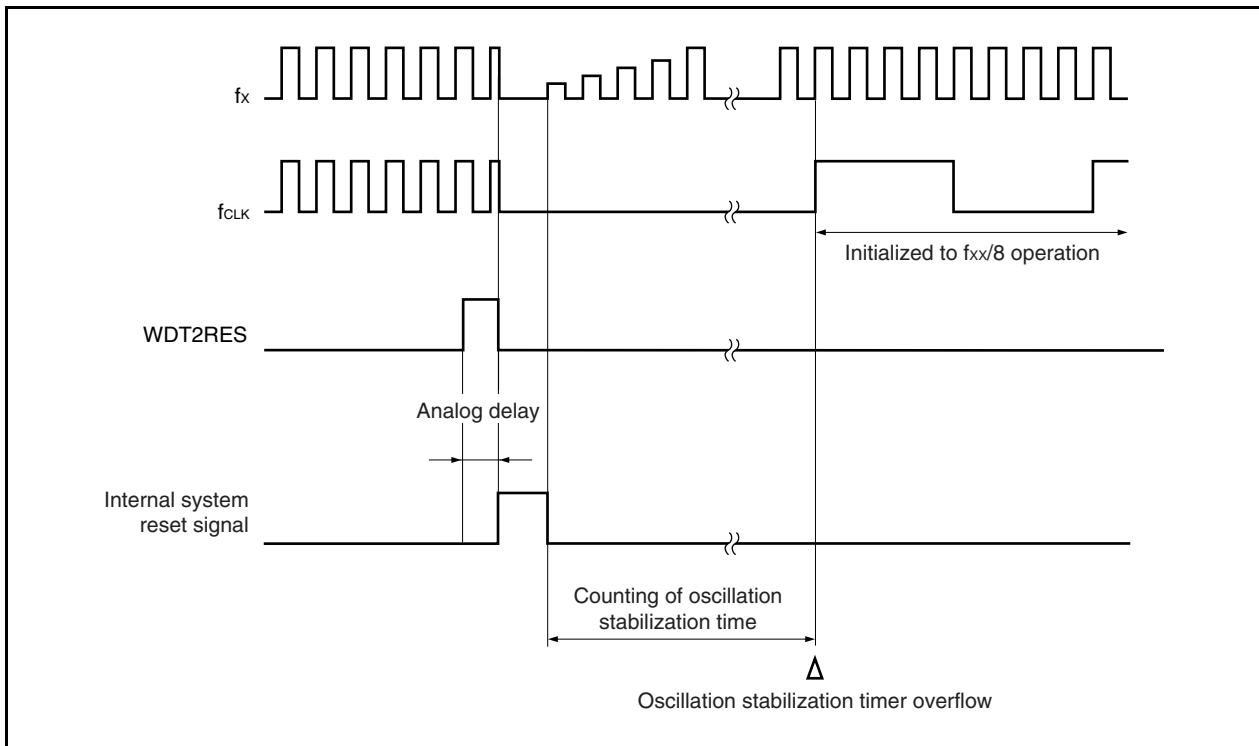 fX
fCLK
Initialized to fXX/8 operation
WDT2RES
Analog delay
Internal system
reset signal
Counting of oscillation
stabilization time
Oscillation stabilization timer overflow